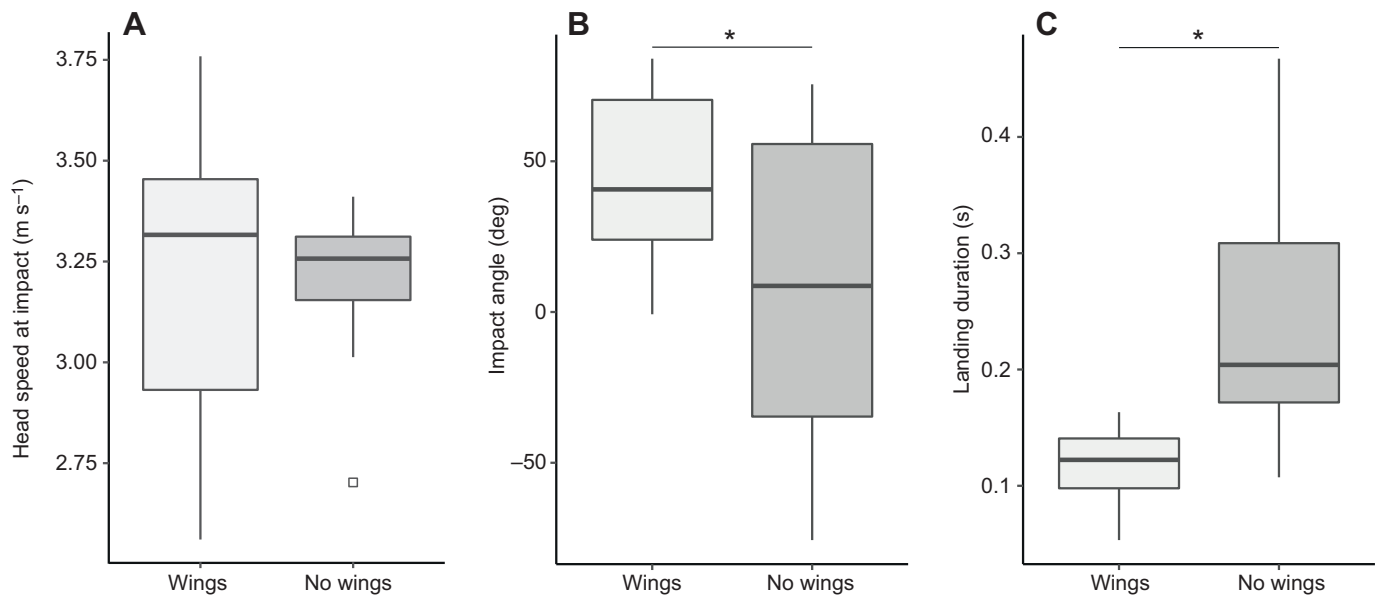 A
Head speed at impact (m s⁻¹)
3.75
3.50
3.25
3.00
2.75
Wings
No wings
B
*
Impact angle (deg)
50
0
–50
Wings
No wings
C
*
Landing duration (s)
0.4
0.3
0.2
0.1
Wings
No wings